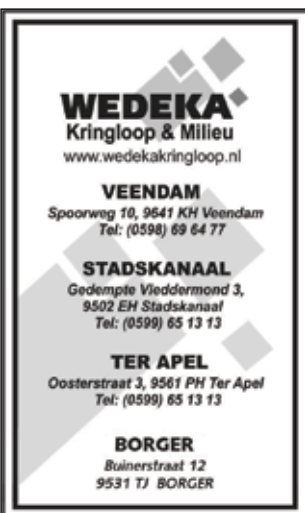 WEDEKA
Kringloop & Milieu
www.wedekakringloop.nl
VEENDAM
Spoorweg 10, 9641 KH Veendam
Tel: (0598) 69 64 77
STADSKANAAL
Gedempte Vleddermond 3,
9502 EH Stadskanaal
Tel: (0599) 65 13 13
TER APEL
Oosterstraat 3, 9561 PH Ter Apel
Tel: (0599) 65 13 13
BORGER
Buinerstraat 12
9531 TJ BORGER